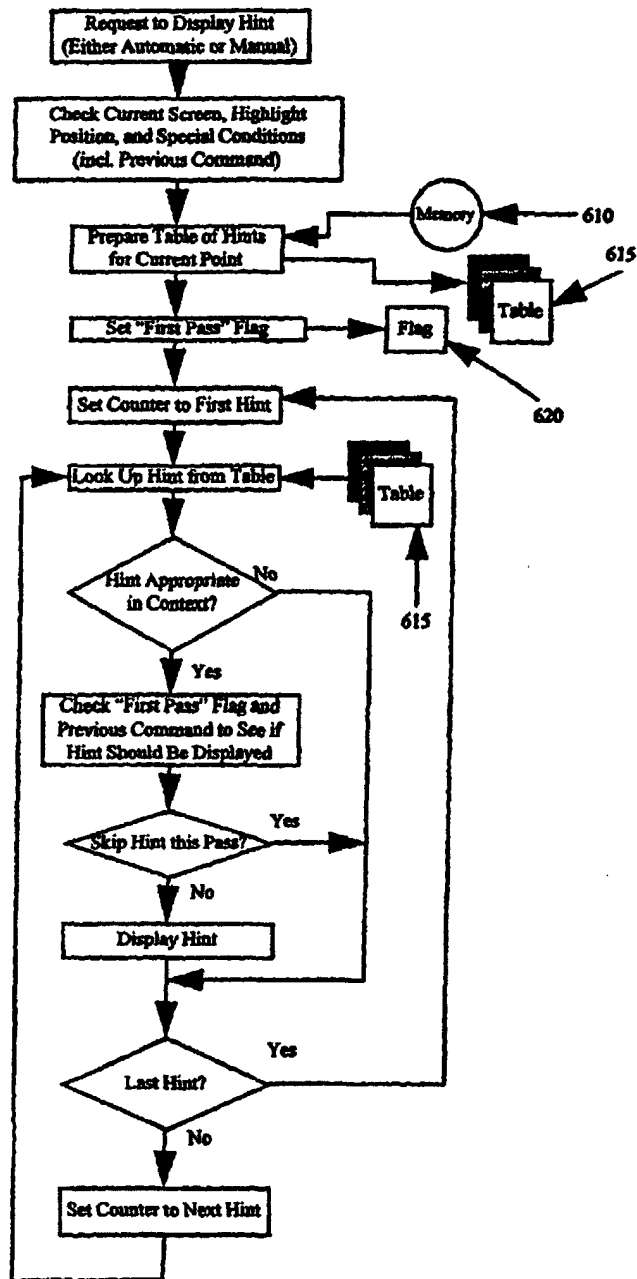 Request to Display Hint
(Either Automatic or Manual)
Check Current Screen, Highlight
Position, and Special Conditions
(incl. Previous Command)
Memory
610
Prepare Table of Hints
for Current Point
615
Table
Set "First Pass" Flag
Flag
620
Set Counter to First Hint
Look Up Hint from Table
Table
615
Hint Appropriate
in Context?
No
Yes
Check "First Pass" Flag and
Previous Command to See if
Hint Should Be Displayed
Skip Hint this Pass?
Yes
No
Display Hint
Yes
Last Hint?
No
Set Counter to Next Hint